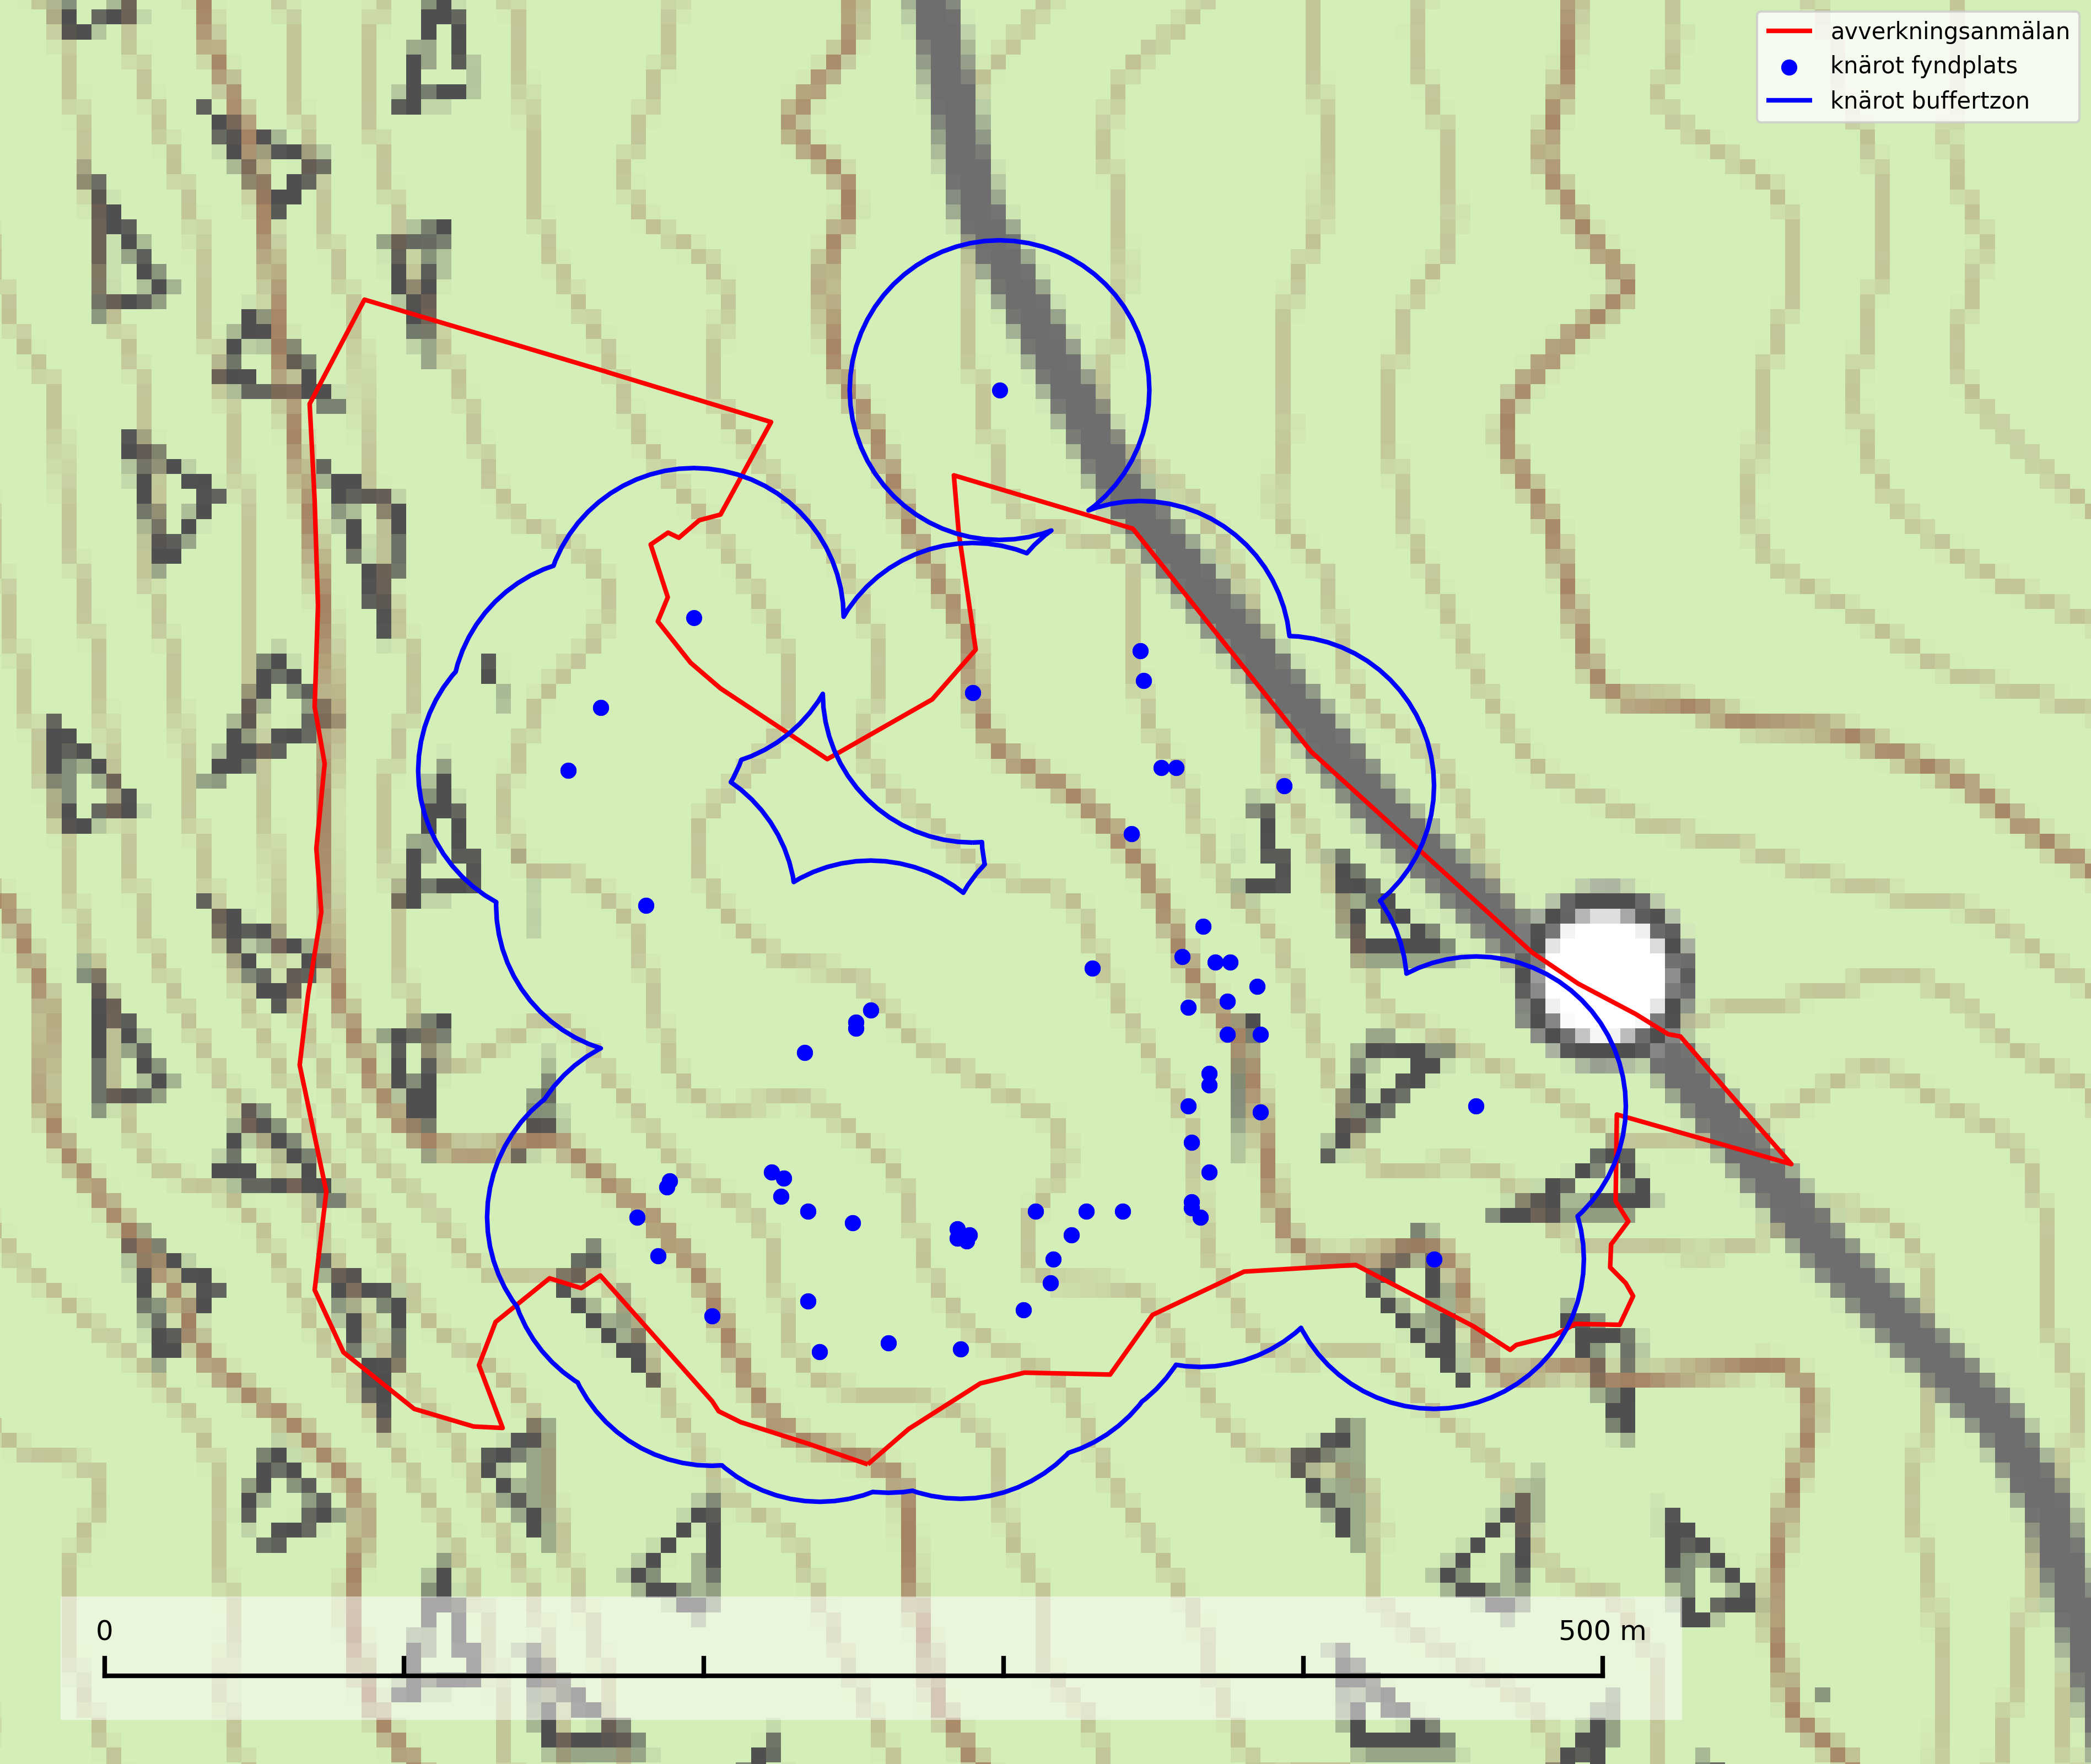 avverkningsanmälan
knärot fyndplats
knärot buffertzon
0
500 m